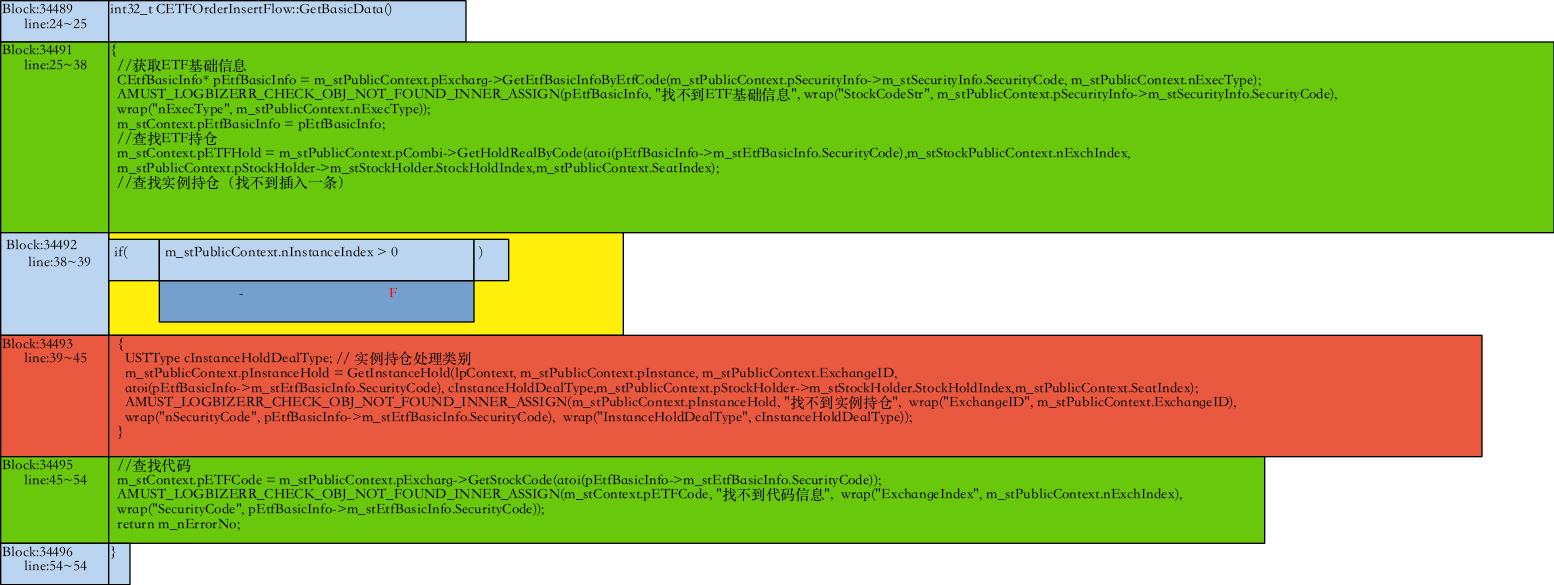 Block:34489
line:24~25
int32_t CETFOrderInsertFlow::GetBasicData()
Block:34491
line:25~38
{
//获取ETF基础信息
CEtfBasicInfo* pEtfBasicInfo = m_stPublicContext.pExcharg->GetEtfBasicInfoByEtfCode(m_stPublicContext.pSecurityInfo->m_stSecurityInfo.SecurityCode, m_stPublicContext.nExecType);
AMUST_LOGBIZERR_CHECK_OBJ_NOT_FOUND_INNER_ASSIGN(pEtfBasicInfo, "找不到ETF基础信息", wrap("StockCodeStr", m_stPublicContext.pSecurityInfo->m_stSecurityInfo.SecurityCode),
wrap("nExecType", m_stPublicContext.nExecType));
m_stContext.pEtfBasicInfo = pEtfBasicInfo;
//查找ETF持仓
m_stContext.pETFHold = m_stPublicContext.pCombi->GetHoldRealByCode(atoi(pEtfBasicInfo->m_stEtfBasicInfo.SecurityCode),m_stStockPublicContext.nExchIndex,
m_stPublicContext.pStockHolder->m_stStockHolder.StockHoldIndex,m_stPublicContext.SeatIndex);
//查找实例持仓（找不到插入一条）
Block:34492
line:38~39
if(
m_stPublicContext.nInstanceIndex > 0
)
-
F
Block:34493
line:39~45
{
USTType cInstanceHoldDealType; // 实例持仓处理类别
m_stPublicContext.pInstanceHold = GetInstanceHold(lpContext, m_stPublicContext.pInstance, m_stPublicContext.ExchangeID,
atoi(pEtfBasicInfo->m_stEtfBasicInfo.SecurityCode), cInstanceHoldDealType,m_stPublicContext.pStockHolder->m_stStockHolder.StockHoldIndex,m_stPublicContext.SeatIndex);
AMUST_LOGBIZERR_CHECK_OBJ_NOT_FOUND_INNER_ASSIGN(m_stPublicContext.pInstanceHold, "找不到实例持仓", wrap("ExchangeID", m_stPublicContext.ExchangeID),
wrap("nSecurityCode", pEtfBasicInfo->m_stEtfBasicInfo.SecurityCode), wrap("InstanceHoldDealType", cInstanceHoldDealType));
}
Block:34495
line:45~54
//查找代码
m_stContext.pETFCode = m_stPublicContext.pExcharg->GetStockCode(atoi(pEtfBasicInfo->m_stEtfBasicInfo.SecurityCode));
AMUST_LOGBIZERR_CHECK_OBJ_NOT_FOUND_INNER_ASSIGN(m_stContext.pETFCode, "找不到代码信息", wrap("ExchangeIndex", m_stPublicContext.nExchIndex),
wrap("SecurityCode", pEtfBasicInfo->m_stEtfBasicInfo.SecurityCode));
return m_nErrorNo;
Block:34496
line:54~54
}